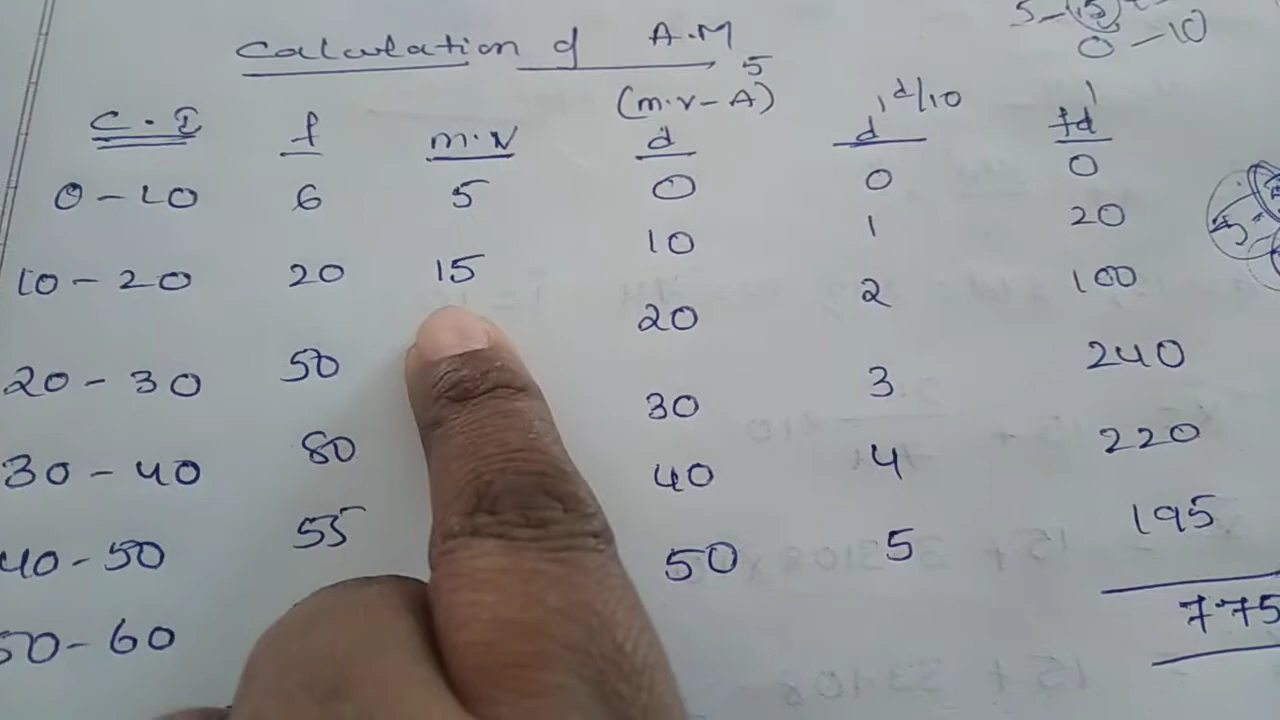 5-15
0-10
Calculation of A.M
5
(m.v-A)
C.I f m.v d d' d/10 fd'
0-10 6 5 0 0 0
10-20 20 15 10 1 20
20-30 50 20 2 100
30-40 80 30 3 240
40-50 55 40 4 220
50-60 50 5 195
775